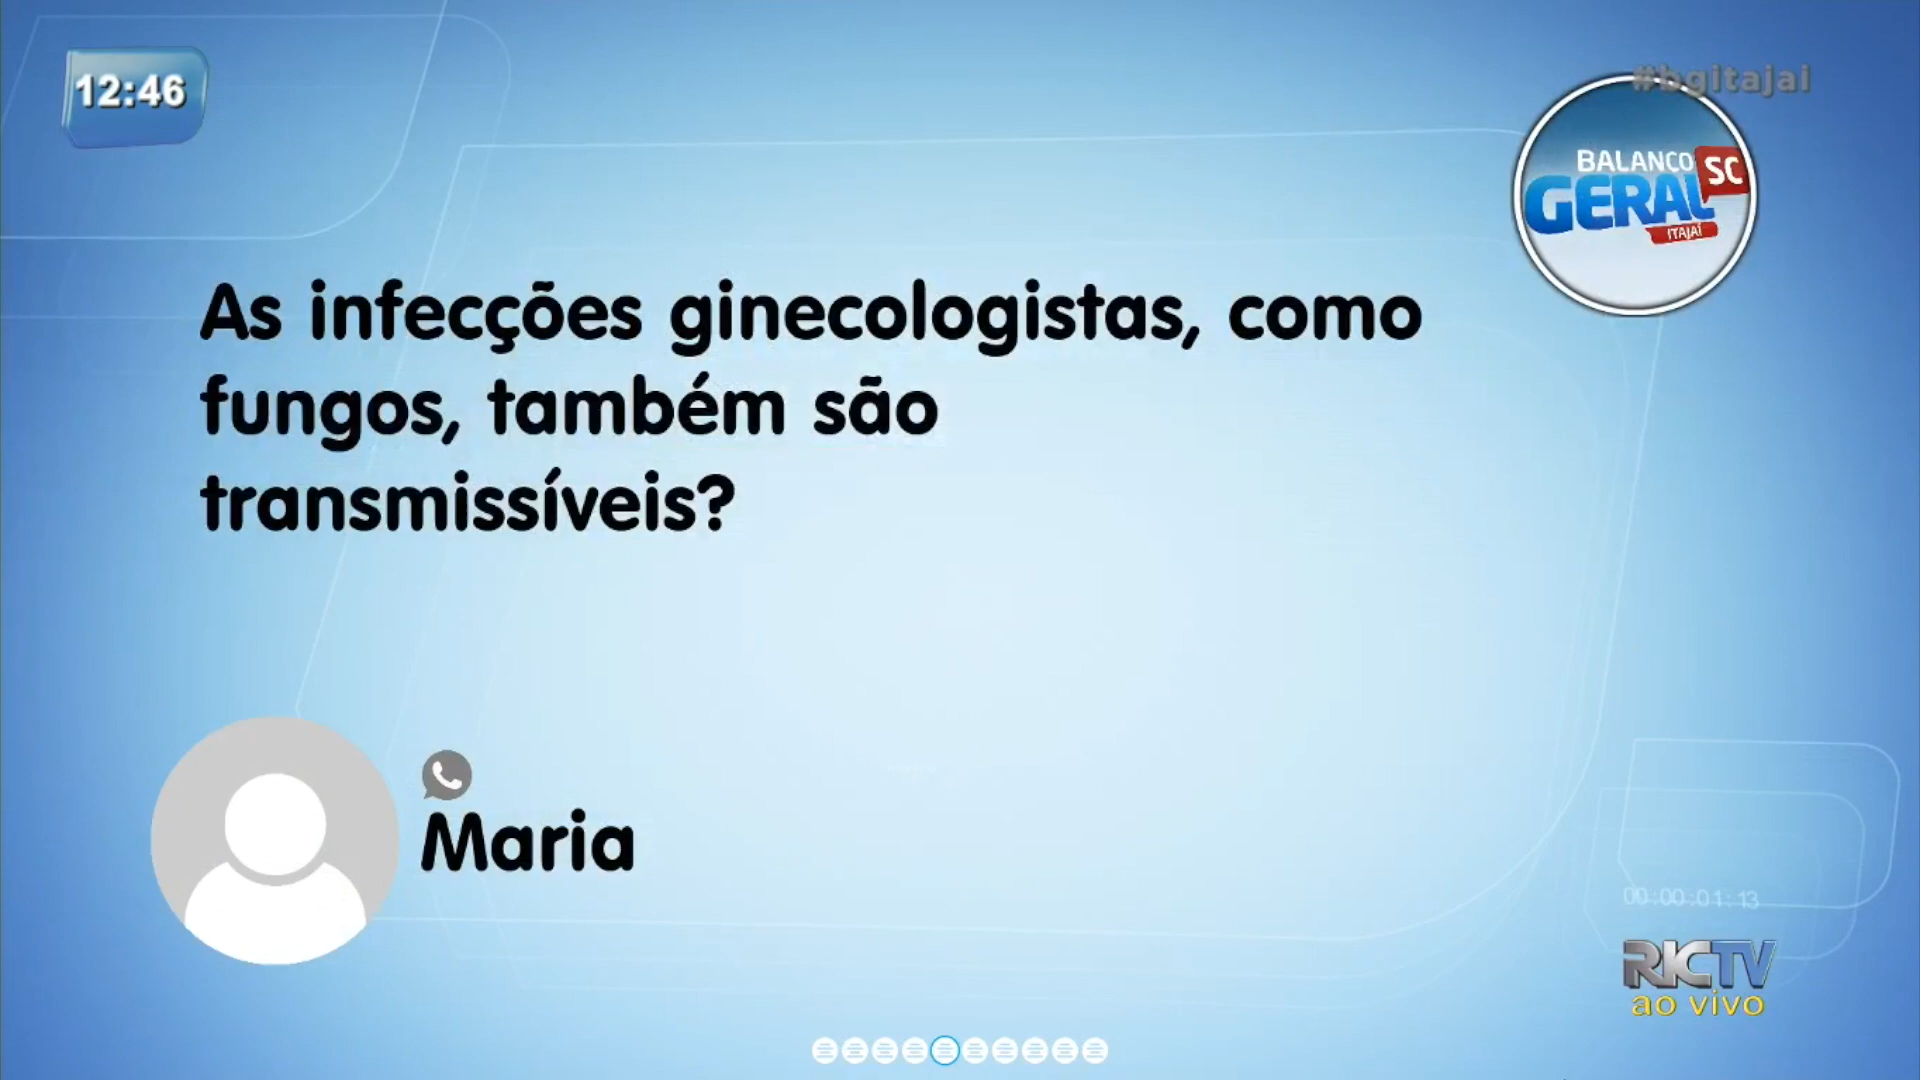 12:46
#bgitajai
BALANÇO
GERAL SC
ITAJAÍ
As infecções ginecologistas, como
fungos, também são
transmissíveis?
Maria
00:00:01:13
RICTV
ao vivo